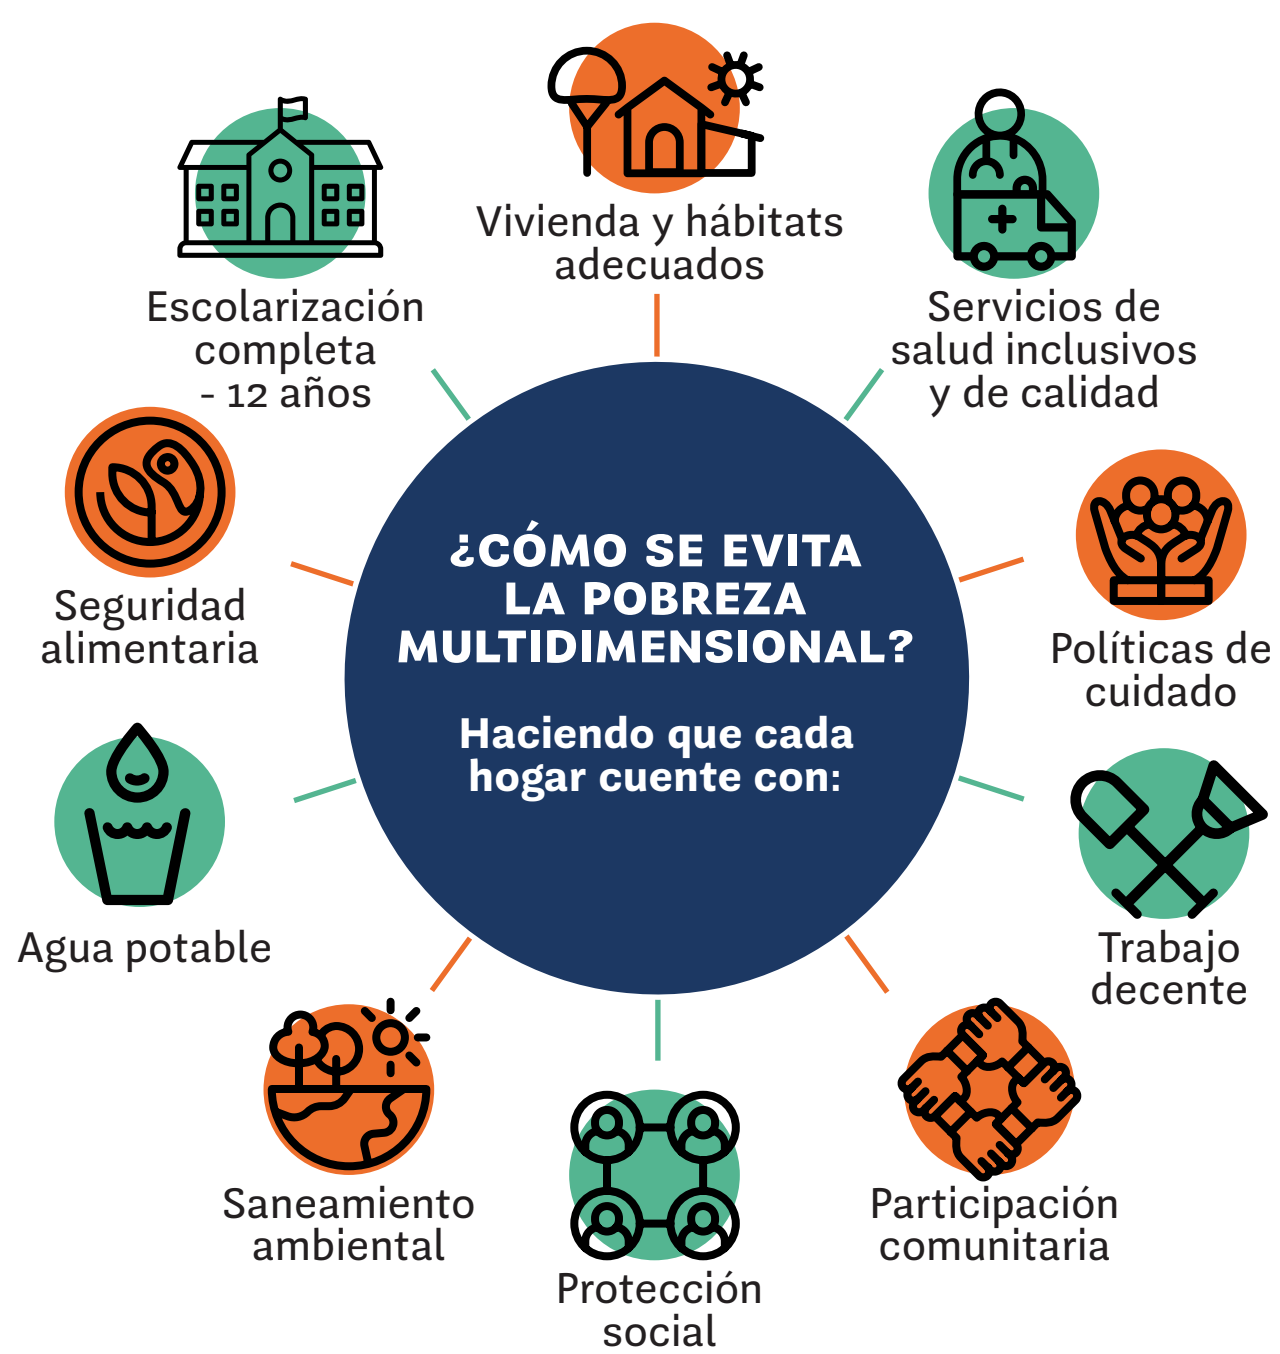 ¿CÓMO SE EVITA
LA POBREZA
MULTIDIMENSIONAL?
Haciendo que cada
hogar cuente con:
Vivienda y hábitats
adecuados
Servicios de
salud inclusivos
y de calidad
Políticas de
cuidado
Trabajo
decente
Participación
comunitaria
Protección
social
Saneamiento
ambiental
Agua potable
Seguridad
alimentaria
Escolarización
completa
- 12 años